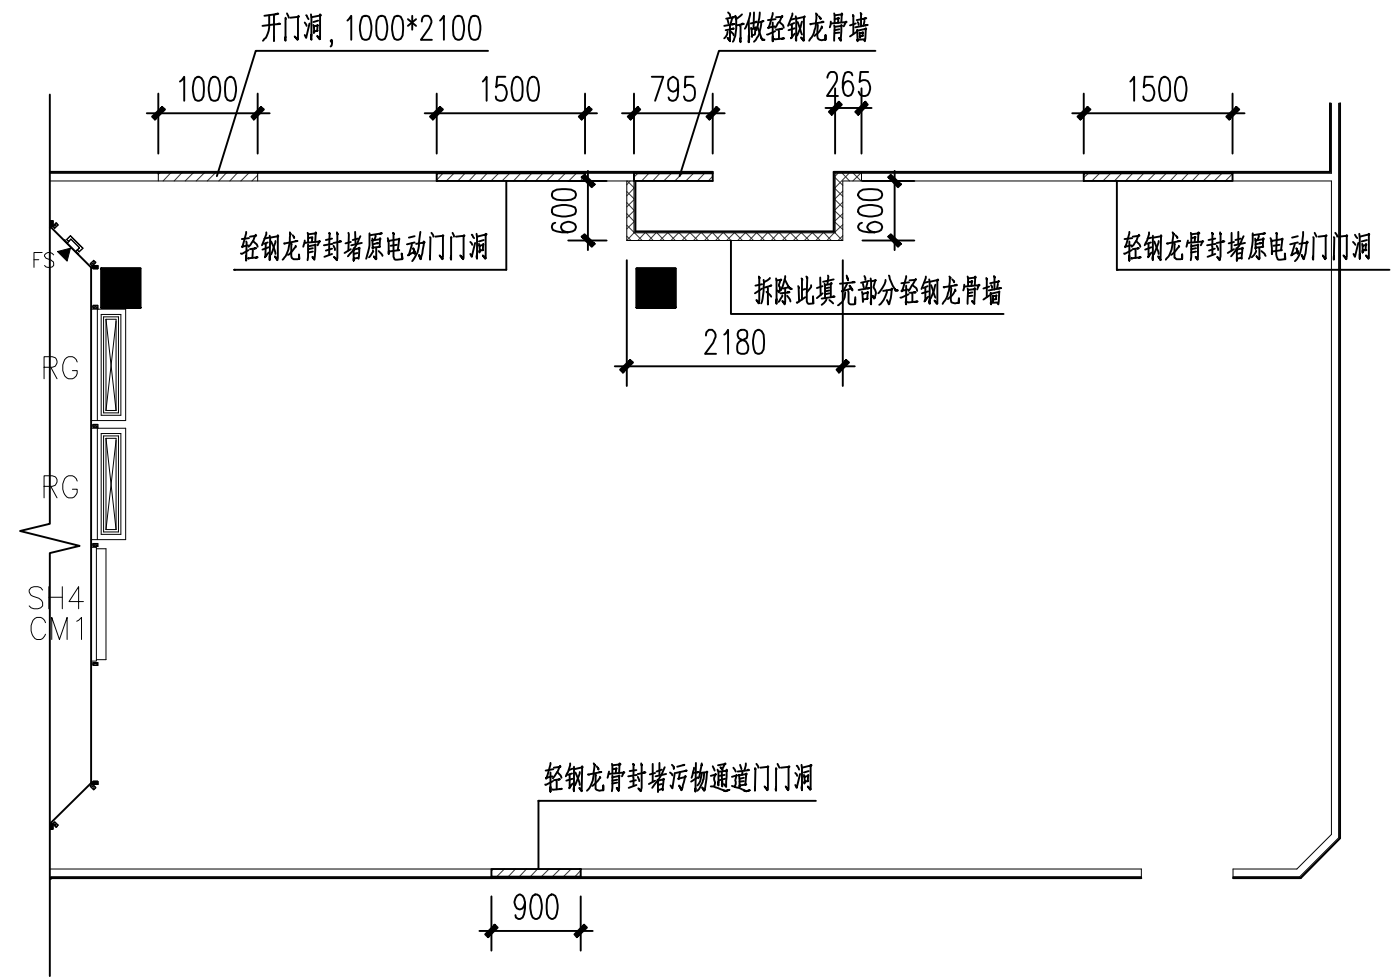 开门洞, 1000*2100
新做轻钢龙骨墙
1000
1500
795
265
1500
600
600
轻钢龙骨封堵原电动门门洞
轻钢龙骨封堵原电动门门洞
FS
拆除此填充部分轻钢龙骨墙
2180
RG
RG
SH4
CM1
轻钢龙骨封堵污物通道门门洞
900